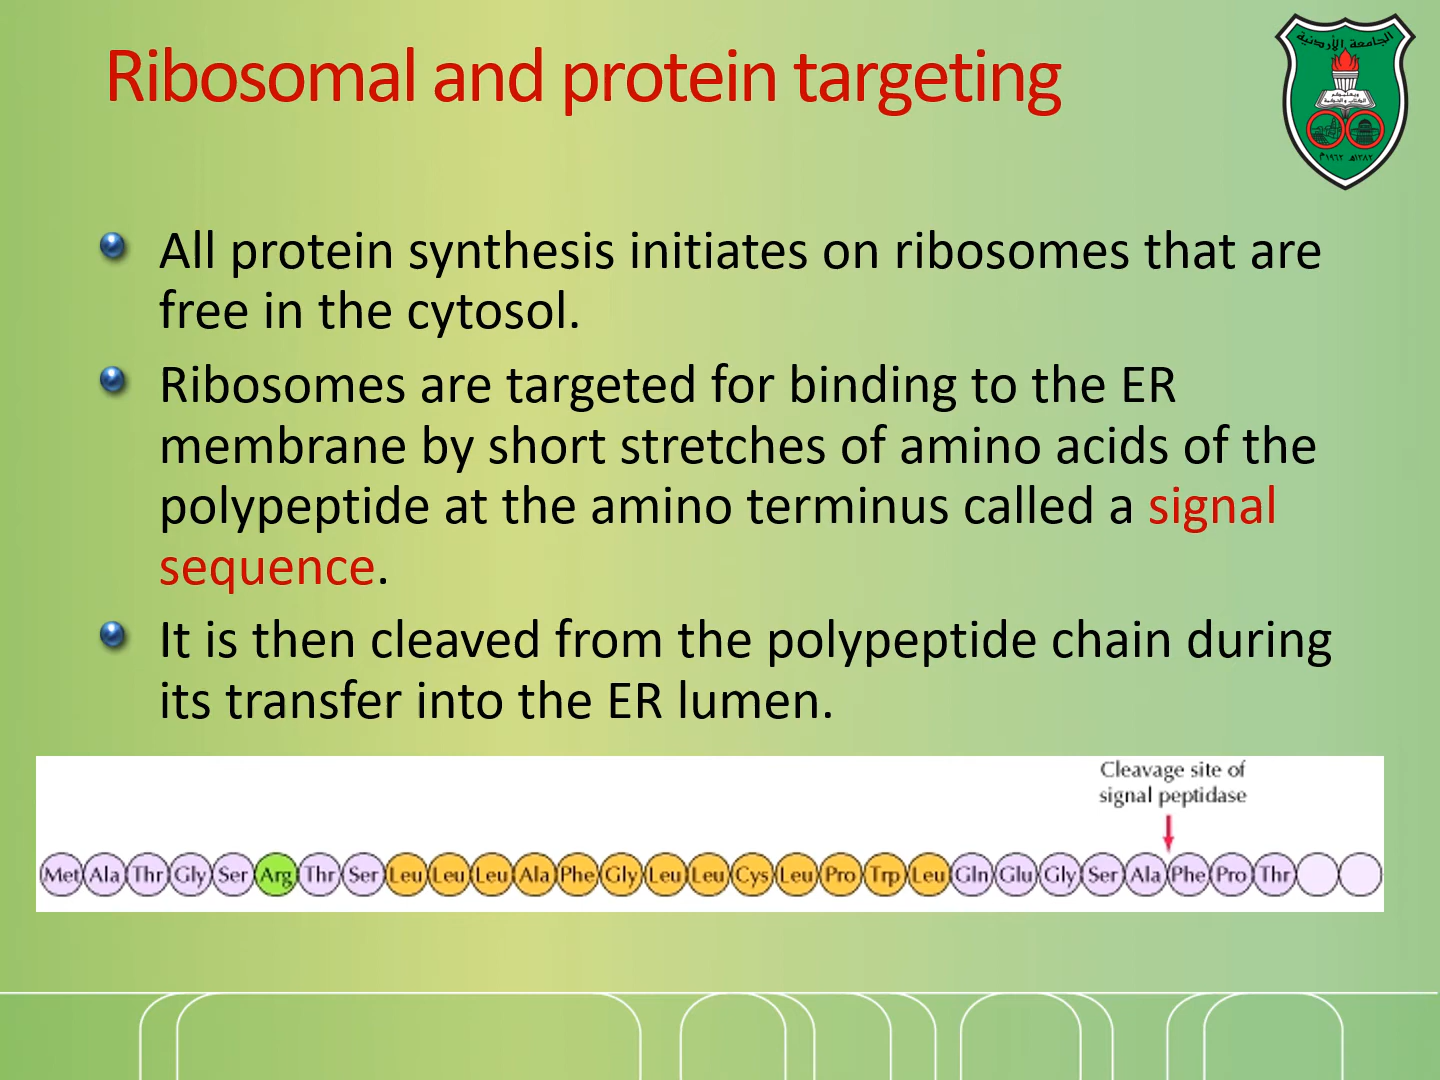 Ribosomal and protein targeting
الجامعة الأردنية
All protein synthesis initiates on ribosomes that are
free in the cytosol.
Ribosomes are targeted for binding to the ER
membrane by short stretches of amino acids of the
polypeptide at the amino terminus called a signal
sequence.
It is then cleaved from the polypeptide chain during
its transfer into the ER lumen.
Cleavage site of
signal peptidase
Met Ala Thr Gly Ser Arg Thr Ser Leu Leu Leu Ala Phe Gly Leu Leu Cys Leu Pro Trp Leu Gln Glu Gly Ser Ala Phe Pro Thr